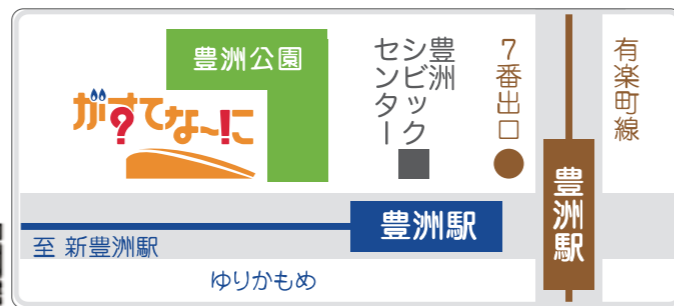 豊洲公園
がすてな〜に
?
!
豊洲
シビック
センター
7番出口
有楽町線
豊洲駅
豊洲駅
至 新豊洲駅
ゆりかもめ